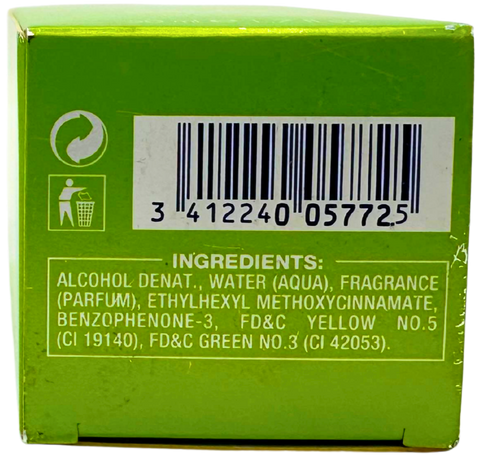 3 412240 057725
INGREDIENTS:
ALCOHOL DENAT., WATER (AQUA), FRAGRANCE
(PARFUM), ETHYLHEXYL METHOXYCINNAMATE,
BENZOPHENONE-3, FD&C YELLOW NO.5
(CI 19140), FD&C GREEN NO.3 (CI 42053).